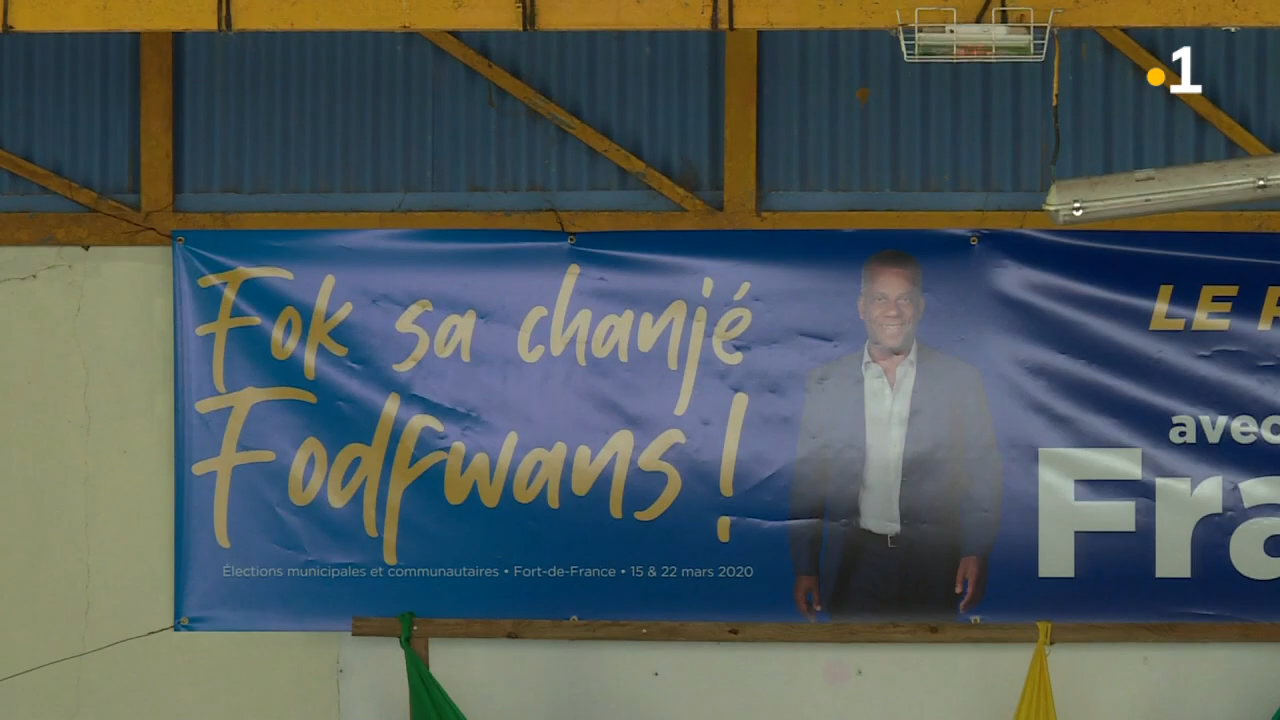 1
Fok sa chanjé
Fodfwans !
Élections municipales et communautaires • Fort-de-France • 15 & 22 mars 2020
LE
avec
Fra